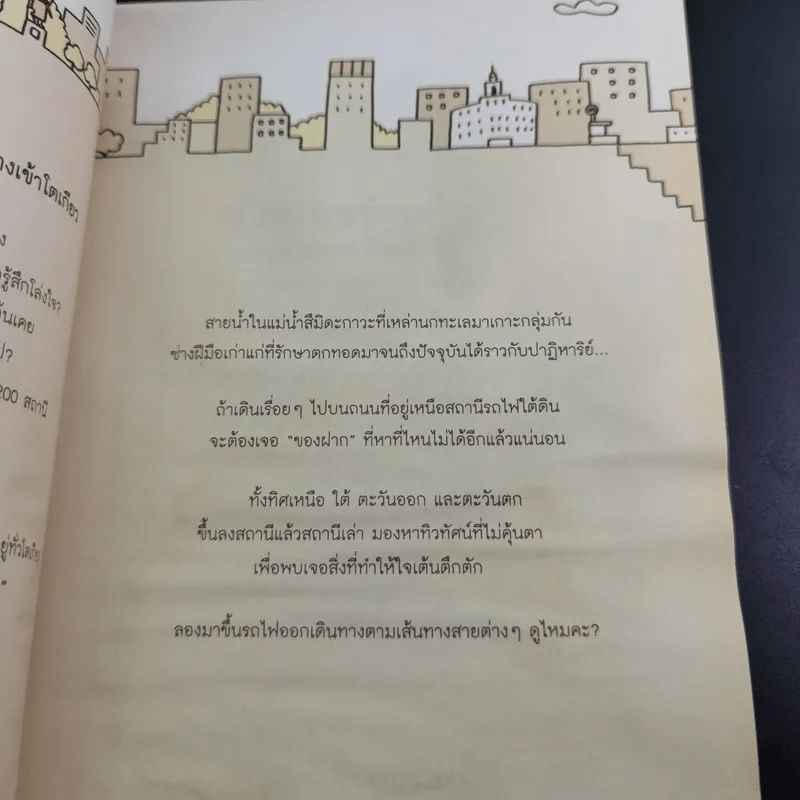 เข้าโตเกียว
รู้สึกโล่งใจ?
200 สถานี
สายน้ำในแม่น้ำสึมิดะกาวะที่เหล่านกทะเลมาเกาะกลุ่มกัน
ช่างฝีมือเก่าแก่ที่รักษาตกทอดมาจนถึงปัจจุบันได้ราวกับปาฏิหาริย์...
ถ้าเดินเรื่อยๆ ไปบนถนนที่อยู่เหนือสถานีรถไฟใต้ดิน
จะต้องเจอ “ของฝาก” ที่หาที่ไหนไม่ได้อีกแล้วแน่นอน
ทั้งทิศเหนือ ใต้ ตะวันออก และตะวันตก
ขึ้นลงสถานีแล้วสถานีเล่า มองหาทิวทัศน์ที่ไม่คุ้นตา
เพื่อพบเจอสิ่งที่ทำให้ใจเต้นตึกตัก
ลองมาขึ้นรถไฟออกเดินทางตามเส้นทางสายต่างๆ ดูไหมคะ?